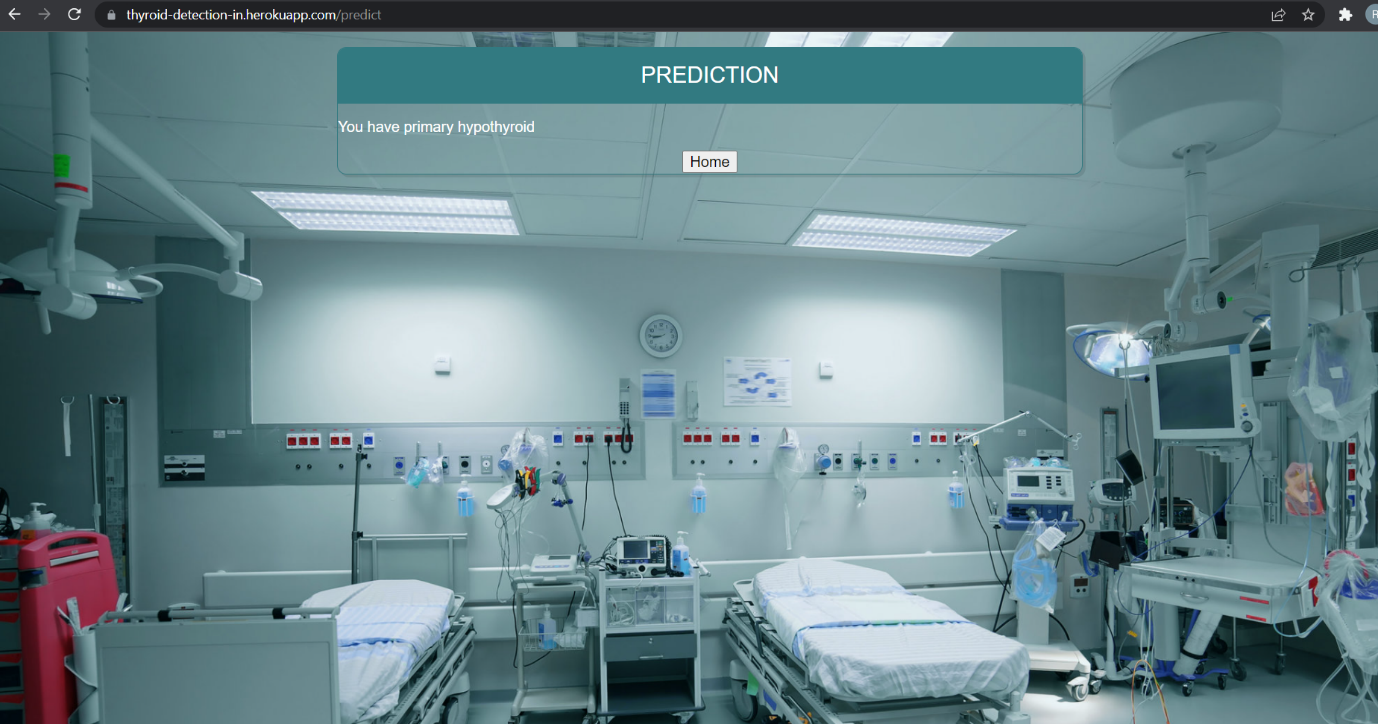 thyroid-detection-in.herokuapp.com/predict
R
PREDICTION
You have primary hypothyroid
Home